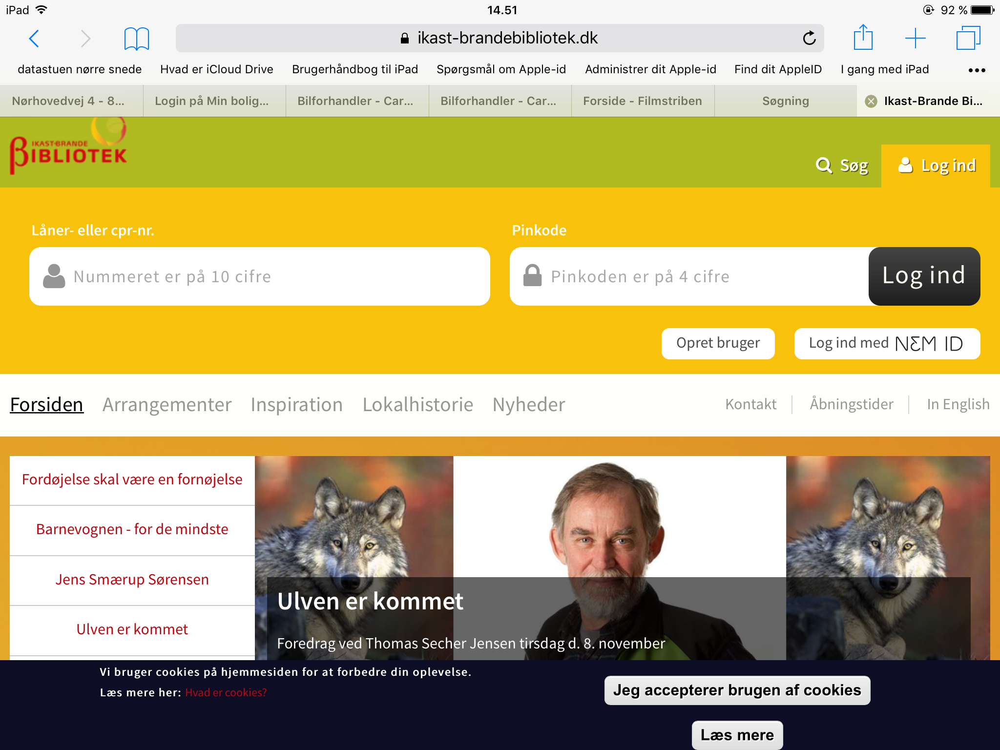 iPad
14.51
92 %
ikast-brandebibliotek.dk
datastuen nørre snede Hvad er iCloud Drive Brugerhåndbog til iPad Spørgsmål om Apple-id Administrer dit Apple-id Find dit AppleID I gang med iPad •••
Nørhovedvej 4 - 8... Login på Min bolig... Bilforhandler - Car... Bilforhandler - Car... Forside - Filmstriben Søgning Ikast-Brande Bi...
IKAST-BRANDE
BIBLIOTEK
Søg Log ind
Låner- eller cpr-nr. Pinkode
Nummeret er på 10 cifre Pinkoden er på 4 cifre Log ind
Opret bruger Log ind med NEM ID
Forsiden Arrangementer Inspiration Lokalhistorie Nyheder Kontakt Åbningstider In English
Fordøjelse skal være en fornøjelse
Barnevognen - for de mindste
Jens Smærup Sørensen
Ulven er kommet
Ulven er kommet
Foredrag ved Thomas Secher Jensen tirsdag d. 8. november
Vi bruger cookies på hjemmesiden for at forbedre din oplevelse.
Læs mere her: Hvad er cookies?
Jeg accepterer brugen af cookies
Læs mere